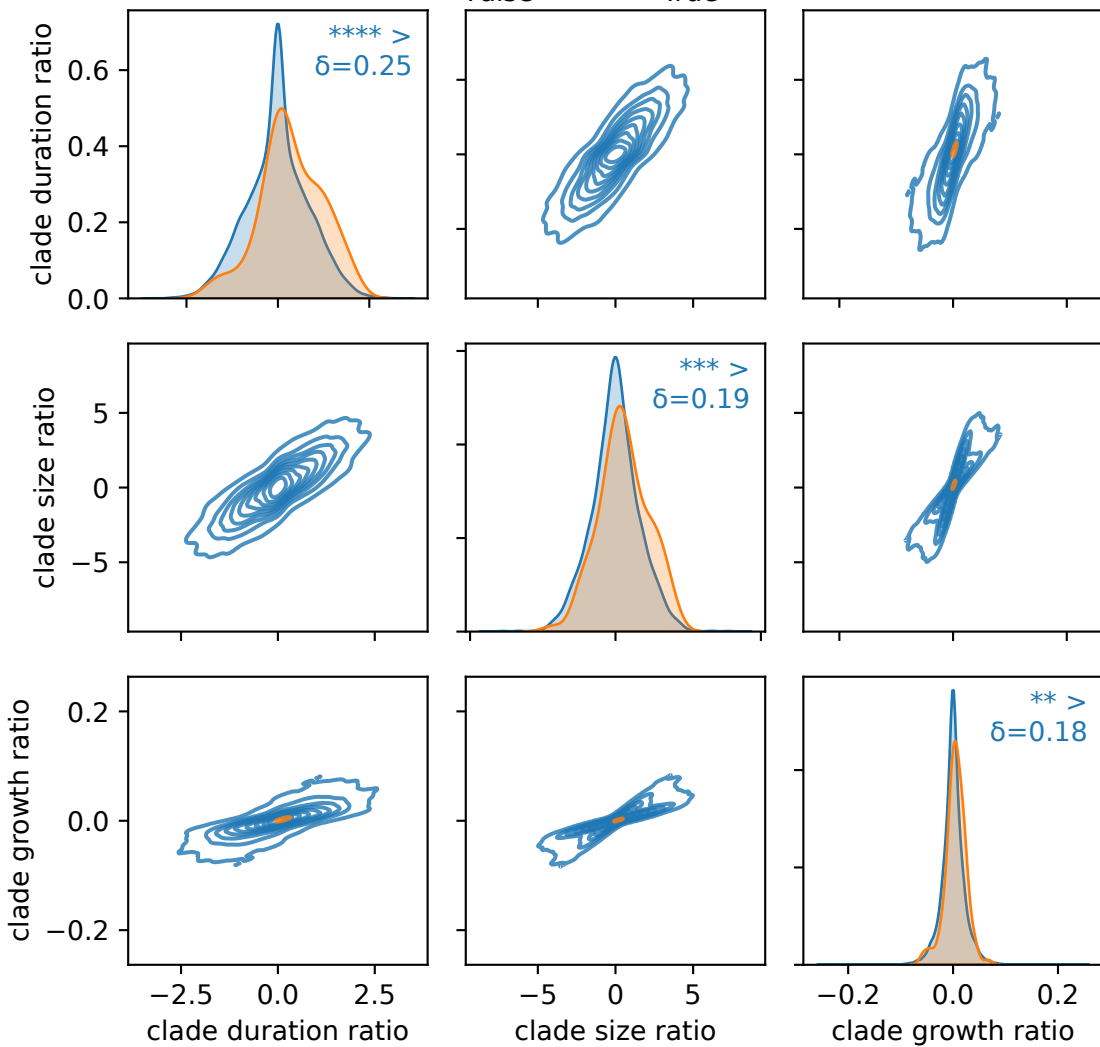 **** >
δ=0.25
clade duration ratio
0.6
0.4
0.2
0.0
*** >
δ=0.19
clade size ratio
5
0
−5
** >
δ=0.18
clade growth ratio
0.2
0.0
−0.2
−2.5 0.0 2.5
−5 0 5
−0.2 0.0 0.2
clade duration ratio
clade size ratio
clade growth ratio